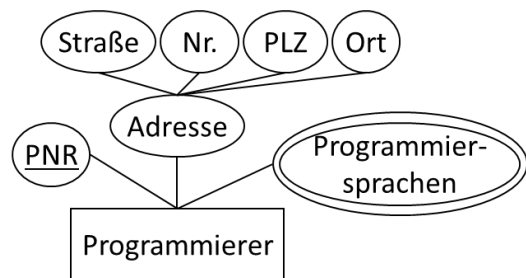 Straße Nr. PLZ Ort
Adresse
PNR
Programmier-
sprachen
Programmierer